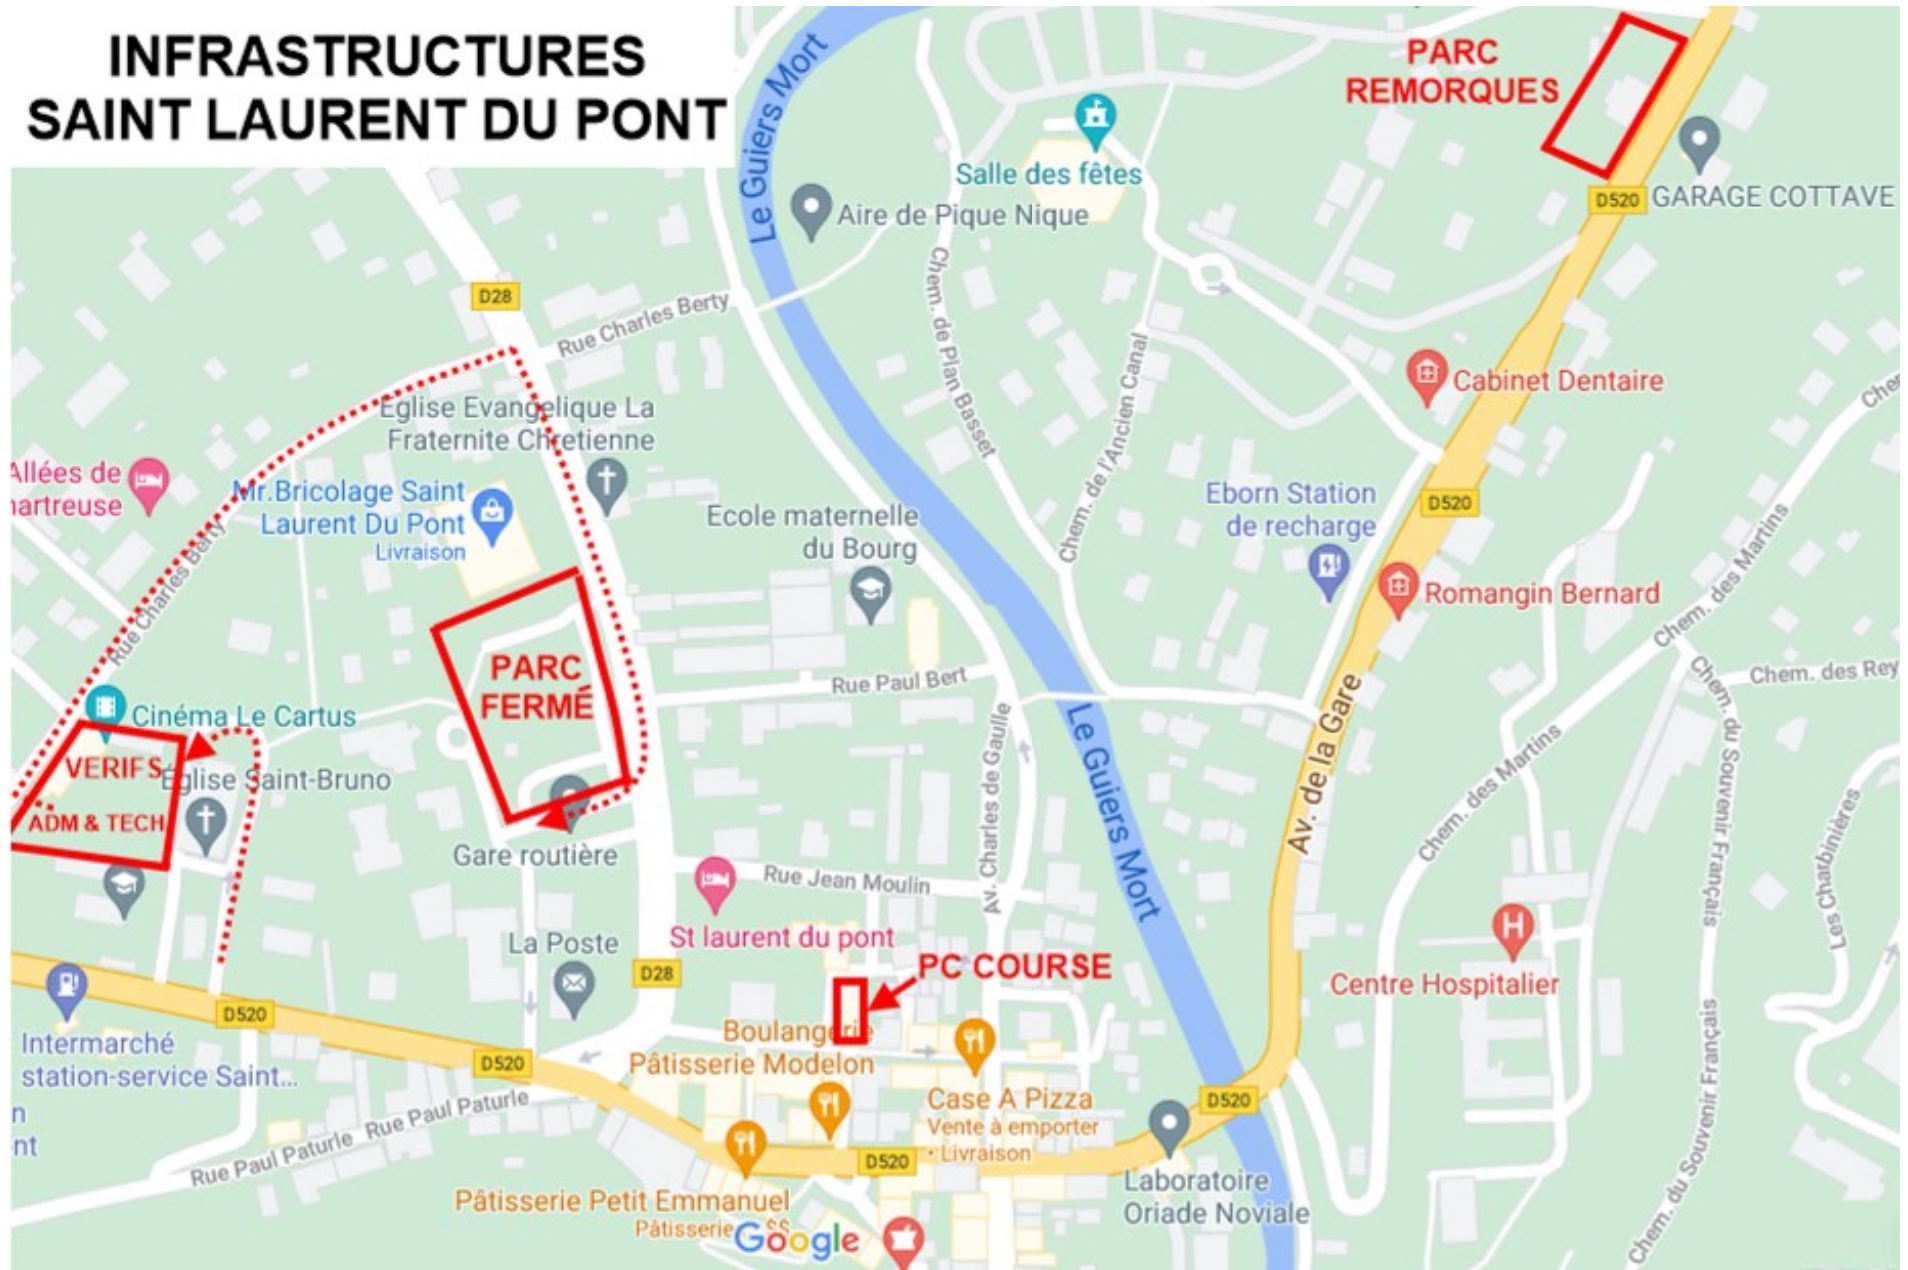 INFRASTRUCTURES
SAINT LAURENT DU PONT
PARC
REMORQUES
Le Guiers Mort
Salle des fêtes
Aire de Pique Nique
D520
GARAGE COTTAVE
D28
Rue Charles Berty
Chem. de Plan Basset
Chem. de l'Ancien Canal
Cabinet Dentaire
Eglise Evangelique La
Fraternite Chretienne
Allées de
hartreuse
Mr.Bricolage Saint
Laurent Du Pont
Livraison
Ecole maternelle
du Bourg
Eborn Station
de recharge
D520
Romangin Bernard
Chem. des Martins
Rue Charles Berty
PARC
FERMÉ
Rue Paul Bert
Chem. des Rey
Cinéma Le Cartus
VERIFS
ADM & TECH
Église Saint-Bruno
Av. Charles de Gaulle
Le Guiers Mort
Av. de la Gare
Chem. des Martins
Chem. du Souvenir Français
Les Charbinières
Gare routière
Rue Jean Moulin
St laurent du pont
La Poste
D28
PC COURSE
Centre Hospitalier
D520
Intermarché
station-service Saint...
n
nt
D520
Boulangerie
Pâtisserie Modelon
Case A Pizza
Vente à emporter
• Livraison
D520
Rue Paul Paturle
Rue Paul Paturle
D520
Laboratoire
Oriade Noviale
Pâtisserie Petit Emmanuel
Pâtisserie
$$
Google
Chem. du Souvenir Français
Cher